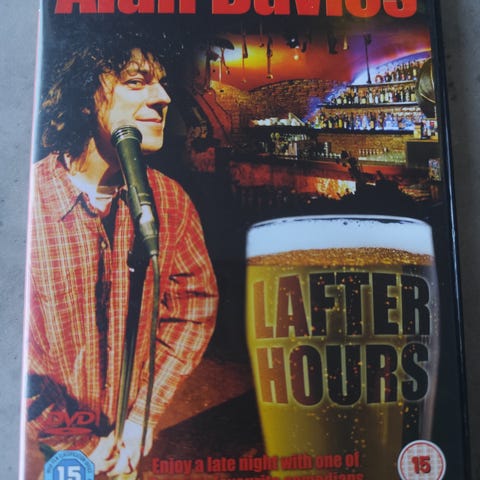 Alan Davies
LAFTER
HOURS
DVD
Enjoy a late night with one of
15
15